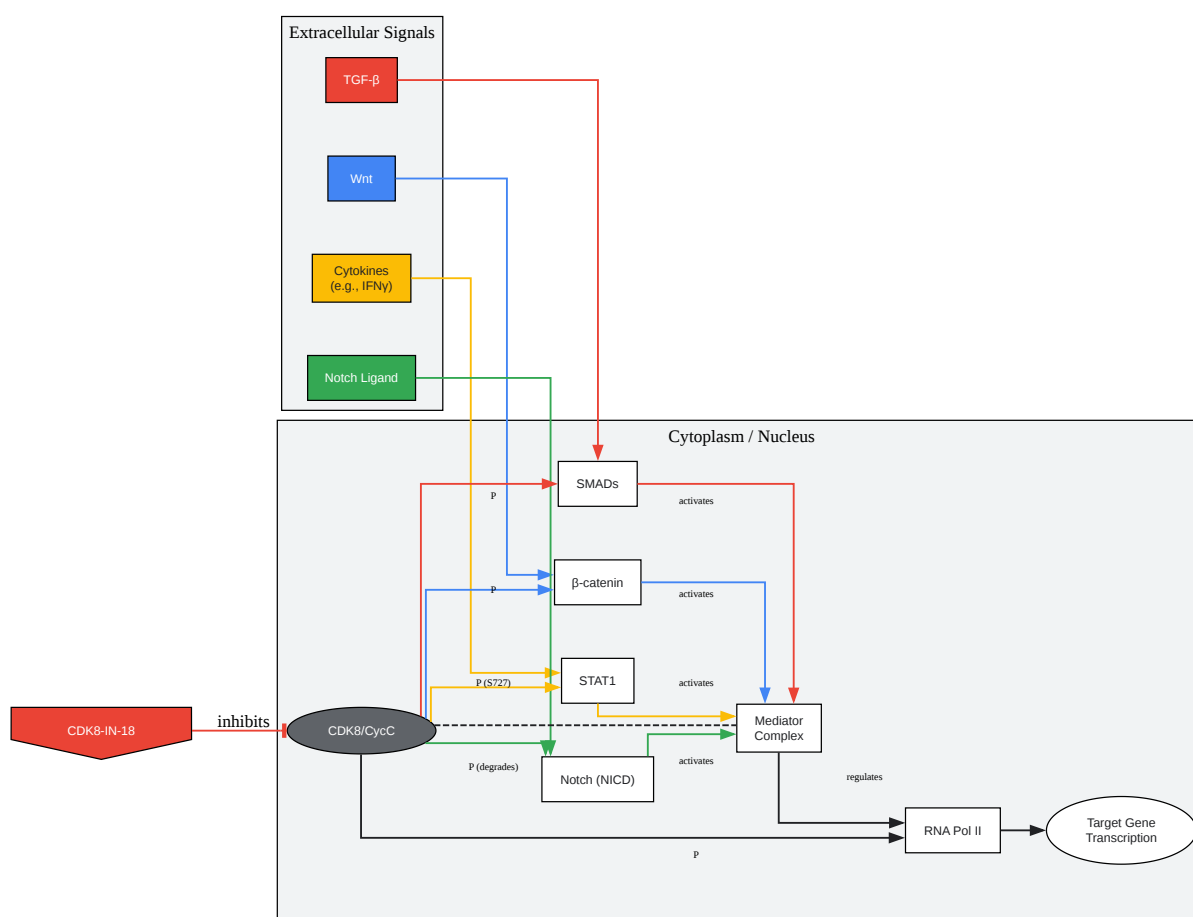 Extracellular Signals
TGF-β
Wnt
Cytokines
(e.g., IFNγ)
Notch Ligand
Cytoplasm / Nucleus
SMADs
P
activates
β-catenin
P
activates
STAT1
P (S727)
activates
CDK8-IN-18
inhibits
CDK8/CycC
Mediator
Complex
P (degrades)
activates
Notch (NICD)
regulates
RNA Pol II
Target Gene
Transcription
P